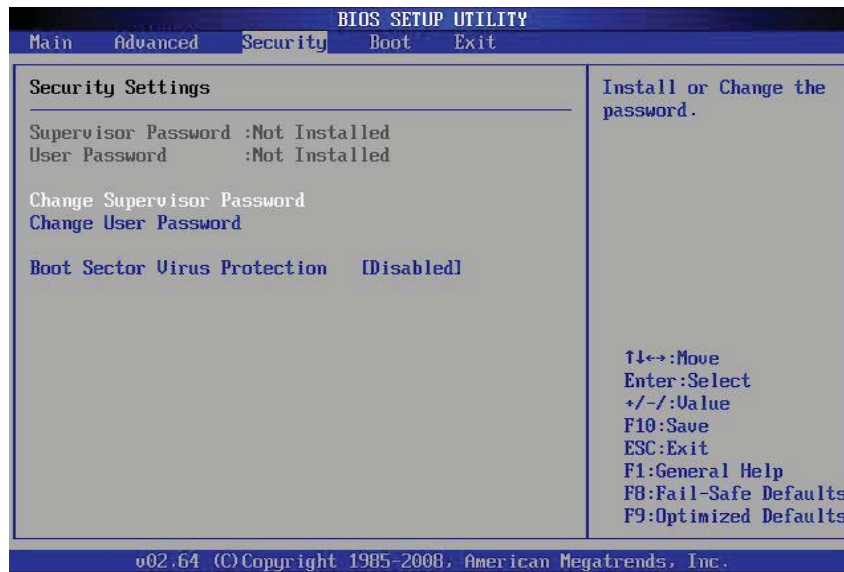 BIOS SETUP UTILITY
Main Advanced Security Boot Exit
Security Settings
Supervisor Password :Not Installed
User Password :Not Installed
Change Supervisor Password
Change User Password
Boot Sector Virus Protection [Disabled]
Install or Change the
password.
↑↓←→:Move
Enter:Select
+/-/:Value
F10:Save
ESC:Exit
F1:General Help
F8:Fail-Safe Defaults
F9:Optimized Defaults
v02.64 (C)Copyright 1985-2008, American Megatrends, Inc.